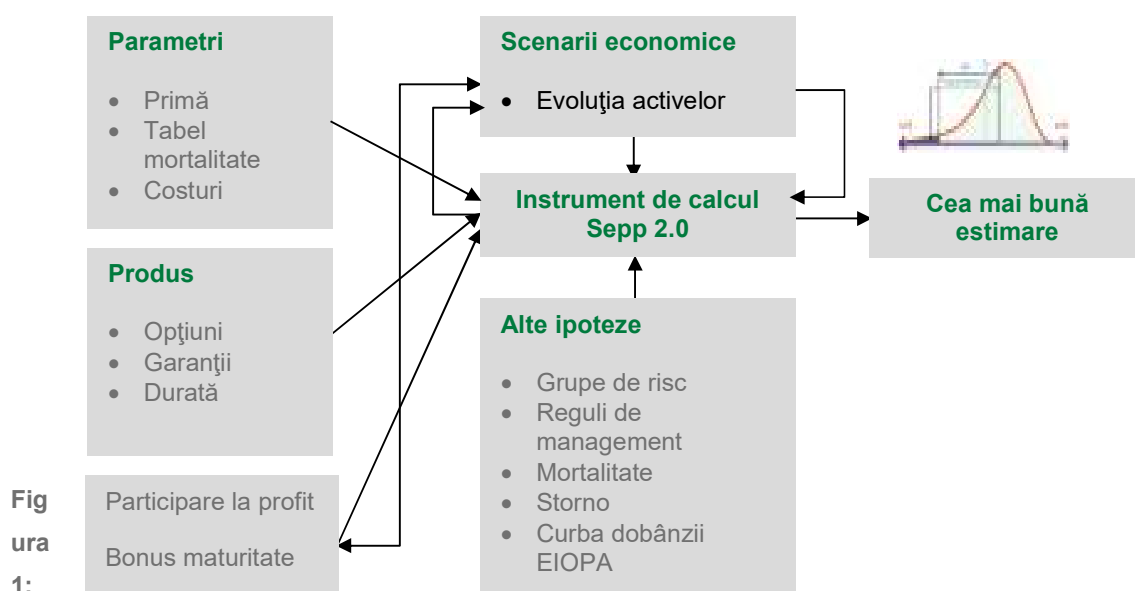 Parametri
• Primă
• Tabel
mortalitate
• Costuri
Produs
• Opţiuni
• Garanţii
• Durată
Participare la profit
Bonus maturitate
Scenarii economice
• Evoluţia activelor
Instrument de calcul
Sepp 2.0
Alte ipoteze
• Grupe de risc
• Reguli de
management
• Mortalitate
• Storno
• Curba dobânzii
EIOPA
Cea mai bună
estimare
Fig
ura
1: